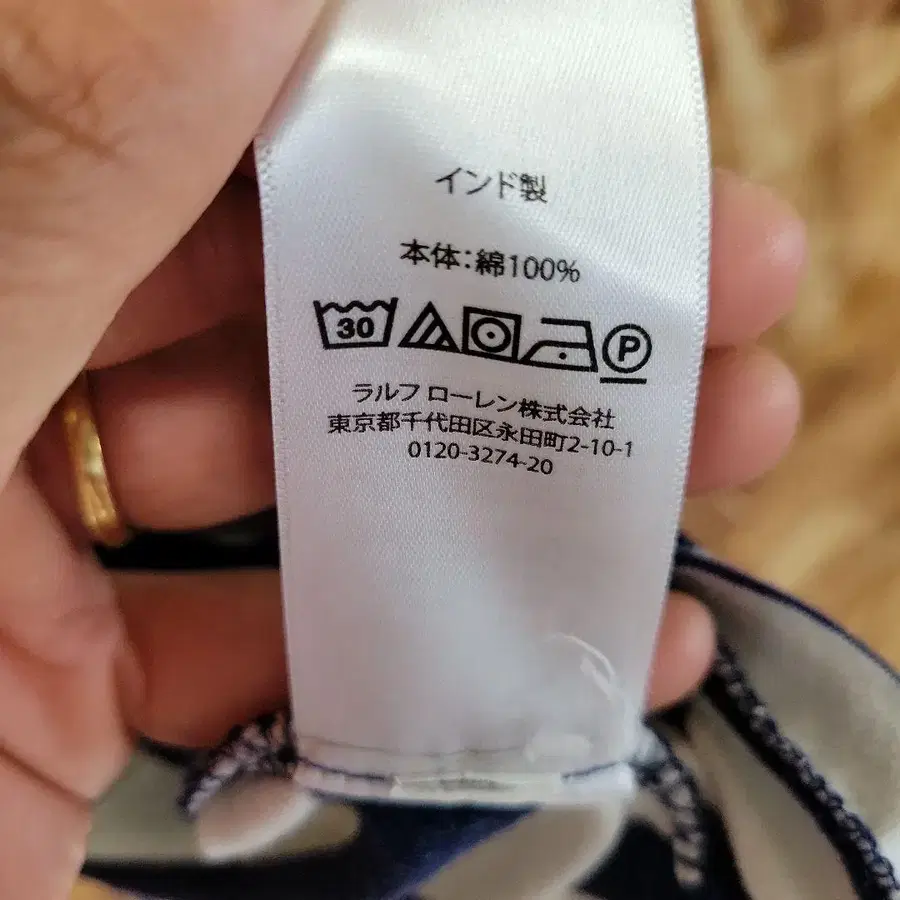 インド製
本体:綿100%
30
P
ラルフ ローレン株式会社
東京都千代田区永田町2-10-1
0120-3274-20